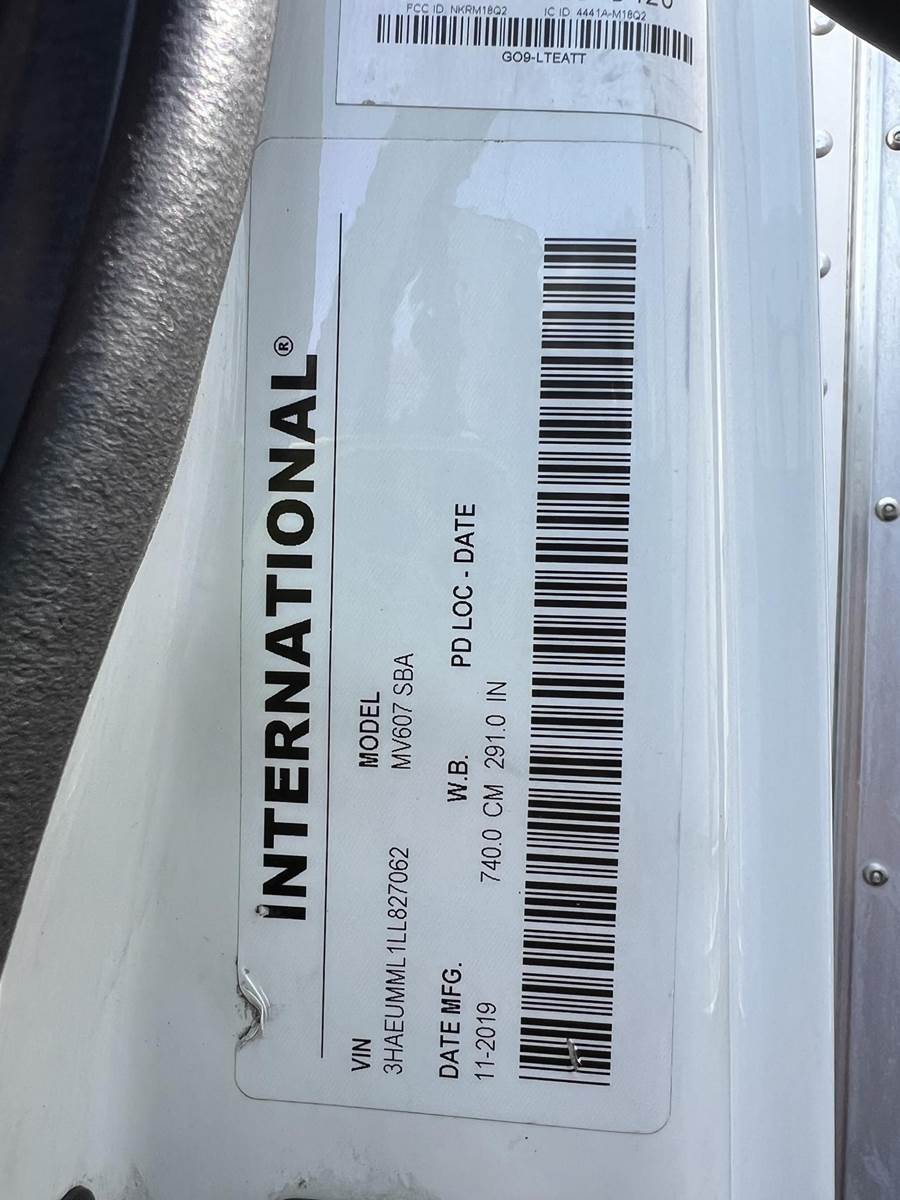 FCC ID NKRM18Q2 IC ID 4441A-M18Q2
GO9-LTEATT
INTERNATIONAL®
VIN MODEL
3HAEUMML1LL827062 MV607 SBA
DATE MFG. W.B. PD LOC - DATE
11-2019 740.0 CM 291.0 IN